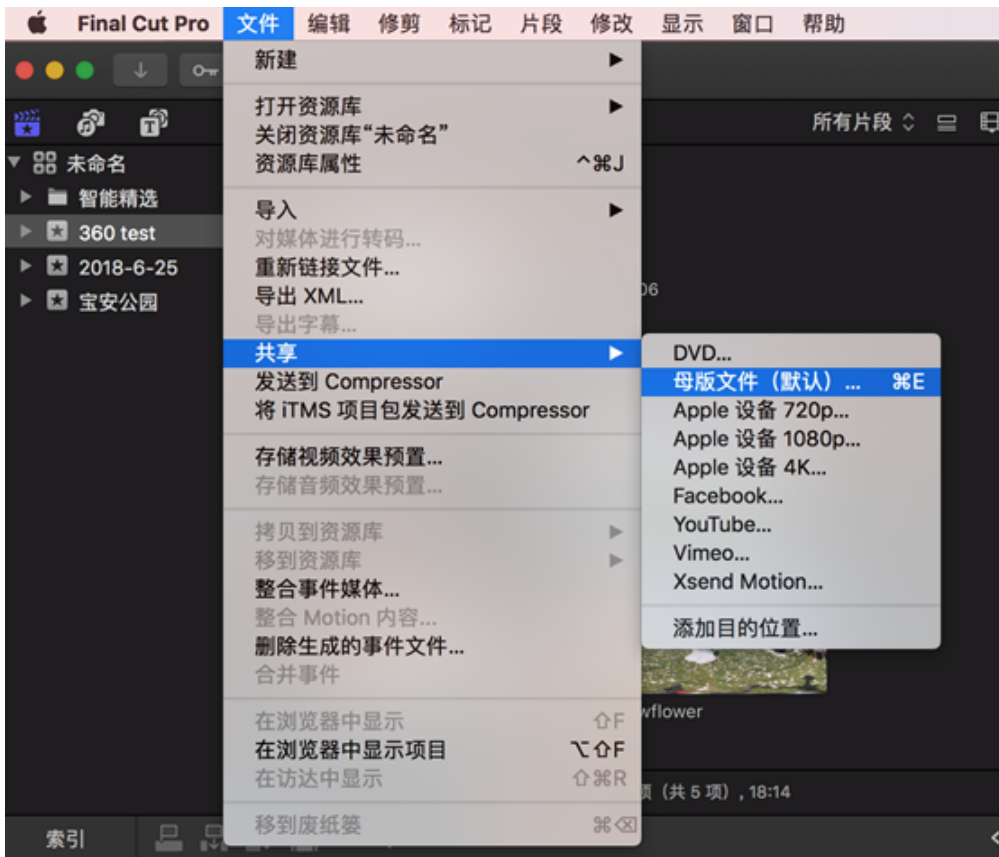 Final Cut Pro 文件 编辑 修剪 标记 片段 修改 显示 窗口 帮助
新建
打开资源库
关闭资源库“未命名”
资源库属性 ^⌘J
导入
对媒体进行转码...
重新链接文件...
导出 XML...
导出字幕...
共享
发送到 Compressor
将 iTMS 项目包发送到 Compressor
存储视频效果预置...
存储音频效果预置...
拷贝到资源库
移到资源库
整合事件媒体...
整合 Motion 内容...
删除生成的事件文件...
合并事件
在浏览器中显示 ⇧F
在浏览器中显示项目 ⌥⇧F
在访达中显示 ⇧⌘R
移到废纸篓 ⌘⌫
DVD...
母版文件（默认）... ⌘E
Apple 设备 720p...
Apple 设备 1080p...
Apple 设备 4K...
Facebook...
YouTube...
Vimeo...
Xsend Motion...
添加目的位置...
未命名
智能精选
360 test
2018-6-25
宝安公园
所有片段
06
wflower
项（共 5 项）, 18:14
索引